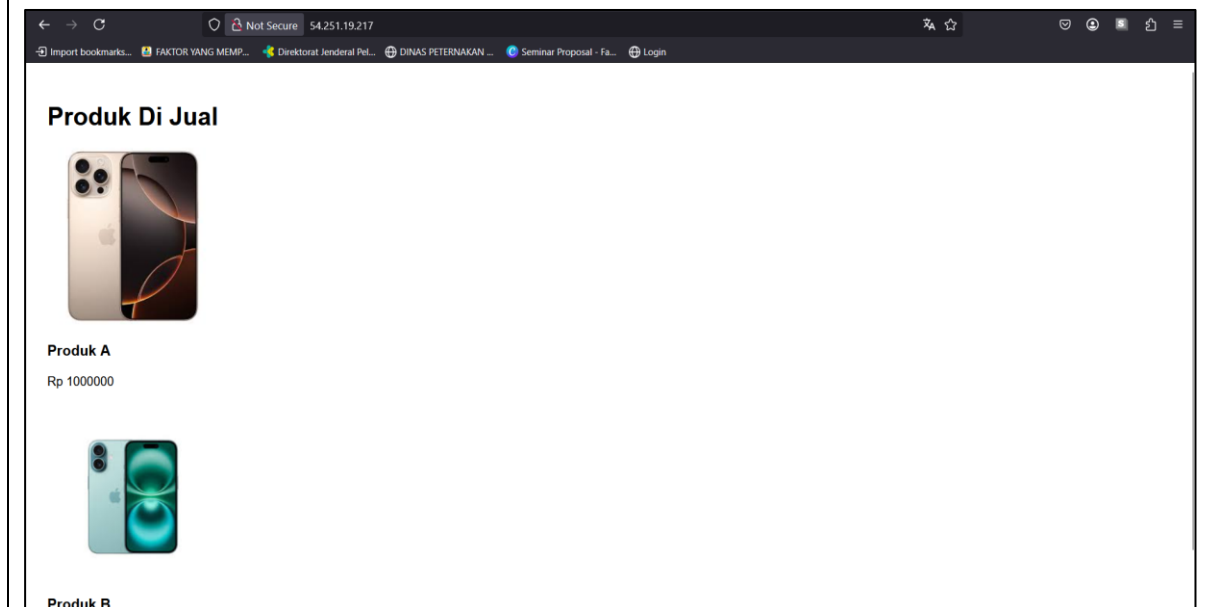 Not Secure 54.251.19.217
Import bookmarks... FAKTOR YANG MEMP... Direktorat Jenderal Pel... DINAS PETERNAKAN ... Seminar Proposal - Fa... Login
Produk Di Jual
Produk A
Rp 1000000
Produk B